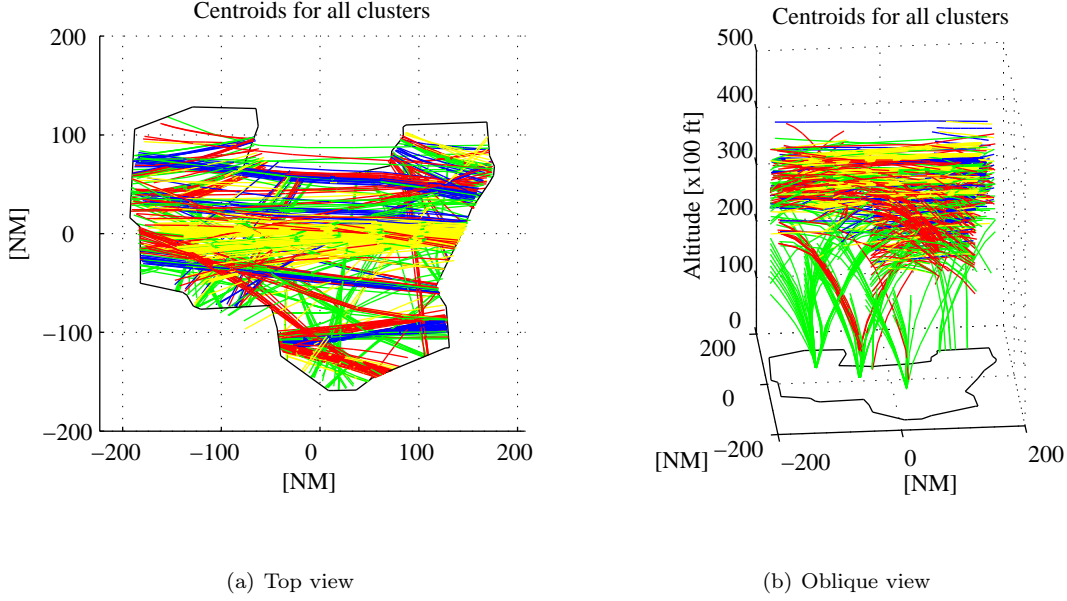 Centroids for all clusters
200
100
0
−100
−200
[NM]
−200
−100
0
100
200
[NM]
(a) Top view
Centroids for all clusters
500
400
300
200
100
0
Altitude [x100 ft]
200
0
−200
[NM]
−200
0
200
[NM]
(b) Oblique view